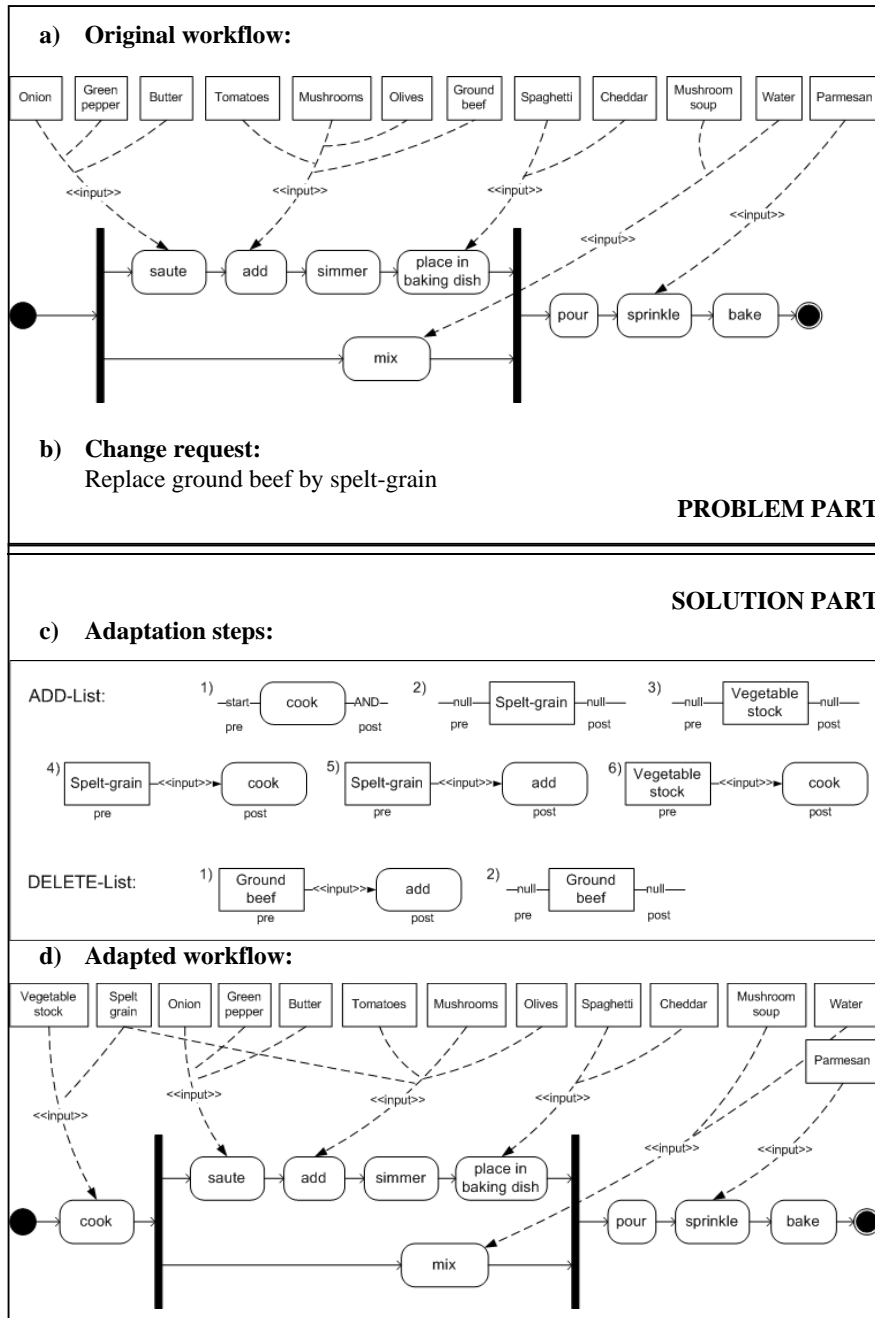 a) Original workflow:
Onion
Green
pepper
Butter
Tomatoes
Mushrooms
Olives
Ground
beef
Spaghetti
Cheddar
Mushroom
soup
Water
Parmesan
<<input>>
<<input>>
<<input>>
<<input>>
<<input>>
saute
add
simmer
place in
baking dish
pour
sprinkle
bake
mix
b) Change request:
Replace ground beef by spelt-grain
PROBLEM PART
SOLUTION PART
c) Adaptation steps:
ADD-List:
1) start cook AND
pre post
2) null Spelt-grain null
pre post
3) null Vegetable
stock null
pre post
4) Spelt-grain <<input>> cook
pre post
5) Spelt-grain <<input>> add
pre post
6) Vegetable
stock <<input>> cook
pre post
DELETE-List:
1) Ground
beef <<input>> add
pre post
2) null Ground
beef null
pre post
d) Adapted workflow:
Vegetable
stock
Spelt
grain
Onion
Green
pepper
Butter
Tomatoes
Mushrooms
Olives
Spaghetti
Cheddar
Mushroom
soup
Water
Parmesan
<<input>>
<<input>>
<<input>>
<<input>>
<<input>>
<<input>>
saute
add
simmer
place in
baking dish
cook
pour
sprinkle
bake
mix